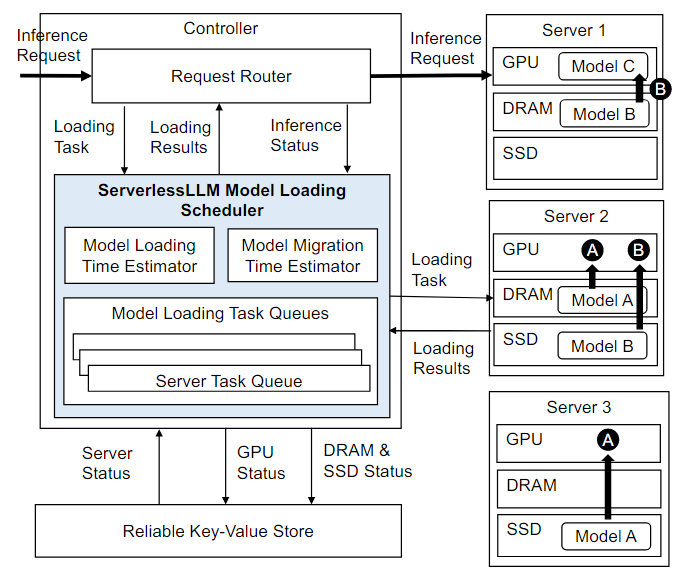 Controller
Inference
Request
Request Router
Inference
Request
Loading
Task
Loading
Results
Inference
Status
ServerlessLLM Model Loading
Scheduler
Model Loading
Time Estimator
Model Migration
Time Estimator
Model Loading Task Queues
Server Task Queue
Loading
Task
Loading
Results
Server
Status
GPU
Status
DRAM &
SSD Status
Reliable Key-Value Store
Server 1
GPU
Model C
B
DRAM
Model B
SSD
Server 2
GPU
A
B
DRAM
Model A
SSD
Model B
Server 3
GPU
A
DRAM
SSD
Model A